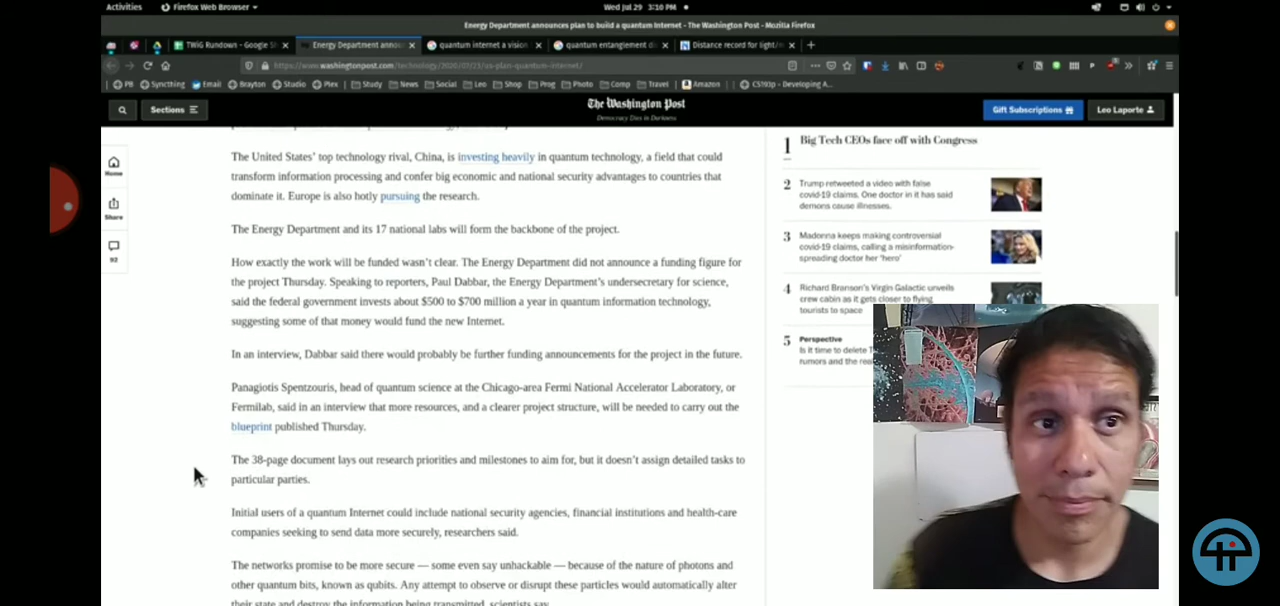 Activities
Firefox Web Browser
Wed Jul 29 3:16 PM
Energy Department announces plan to build a quantum Internet - The Washington Post - Mozilla Firefox
TWiG Rundown - Google Sh
Energy Department annou
quantum internet a vision
quantum entanglement di
Distance record for light/m
https://www.washingtonpost.com/technology/2020/07/23/us-plan-quantum-internet/
PB
Syncthing
Email
Brayton
Studio
Plex
Study
News
Social
Leo
Shop
Prog
Photo
Comp
Travel
Amazon
CS193p - Developing A...
Sections
The Washington Post
Democracy Dies in Darkness
Gift Subscriptions
Leo Laporte
Home
Share
92
The United States' top technology rival, China, is investing heavily in quantum technology, a field that could
transform information processing and confer big economic and national security advantages to countries that
dominate it. Europe is also hotly pursuing the research.
The Energy Department and its 17 national labs will form the backbone of the project.
How exactly the work will be funded wasn't clear. The Energy Department did not announce a funding figure for
the project Thursday. Speaking to reporters, Paul Dabbar, the Energy Department's undersecretary for science,
said the federal government invests about $500 to $700 million a year in quantum information technology,
suggesting some of that money would fund the new Internet.
In an interview, Dabbar said there would probably be further funding announcements for the project in the future.
Panagiotis Spentzouris, head of quantum science at the Chicago-area Fermi National Accelerator Laboratory, or
Fermilab, said in an interview that more resources, and a clearer project structure, will be needed to carry out the
blueprint published Thursday.
The 38-page document lays out research priorities and milestones to aim for, but it doesn't assign detailed tasks to
particular parties.
Initial users of a quantum Internet could include national security agencies, financial institutions and health-care
companies seeking to send data more securely, researchers said.
The networks promise to be more secure — some even say unhackable — because of the nature of photons and
other quantum bits, known as qubits. Any attempt to observe or disrupt these particles would automatically alter
their state and destroy the information being transmitted, scientists say.
1 Big Tech CEOs face off with Congress
2 Trump retweeted a video with false
covid-19 claims. One doctor in it has said
demons cause illnesses.
3 Madonna keeps making controversial
covid-19 claims, calling a misinformation-
spreading doctor her 'hero'
4 Richard Branson's Virgin Galactic unveils
crew cabin as it gets closer to flying
tourists to space
5 Perspective
Is it time to delete T
rumors and the rea